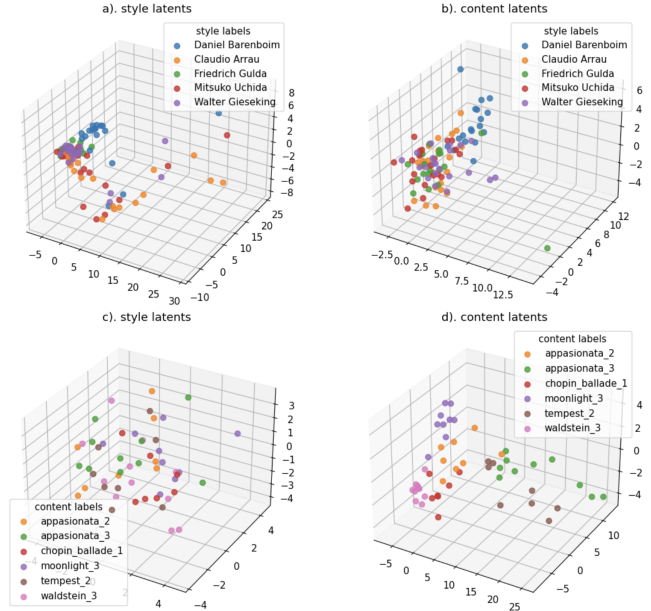 a). style latents
style labels
Daniel Barenboim
Claudio Arrau
Friedrich Gulda
Mitsuko Uchida
Walter Gieseking
8
6
4
2
0
−2
−4
−6
−8
−5 0 5 10 15 20 25 30
−10 −5 0 5 10 15 20 25
b). content latents
style labels
Daniel Barenboim
Claudio Arrau
Friedrich Gulda
Mitsuko Uchida
Walter Gieseking
6
4
2
0
−2
−4
−2.5 0.0 2.5 5.0 7.5 10.0 12.5
−4 −2 0 2 4 6 8 10 12
c). style latents
3
2
1
0
−1
−2
−3
−4
2 4
−4 −2 0 2 4
content labels
appasionata_2
appasionata_3
chopin_ballade_1
moonlight_3
tempest_2
waldstein_3
d). content latents
content labels
appasionata_2
appasionata_3
chopin_ballade_1
moonlight_3
tempest_2
waldstein_3
4
2
0
−2
−4
−5 0 5 10 15 20 25
−5 0 5 10